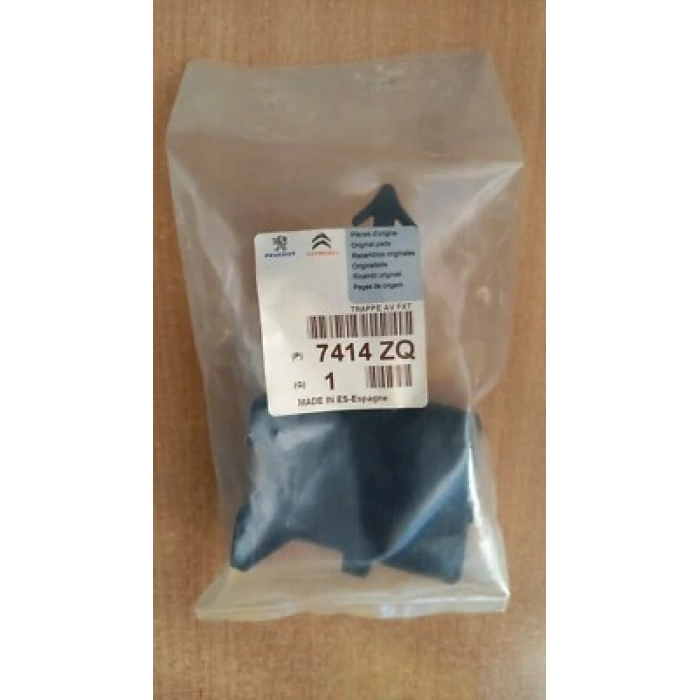 PEUGEOT
CITROËN
Pièces d'origine
Original parts
Recambios originales
Originalteile
Ricambi originali
Peças de origem
TRAPPE AV FXT
(P) 7414 ZQ
(Q) 1
MADE IN ES-Espagne